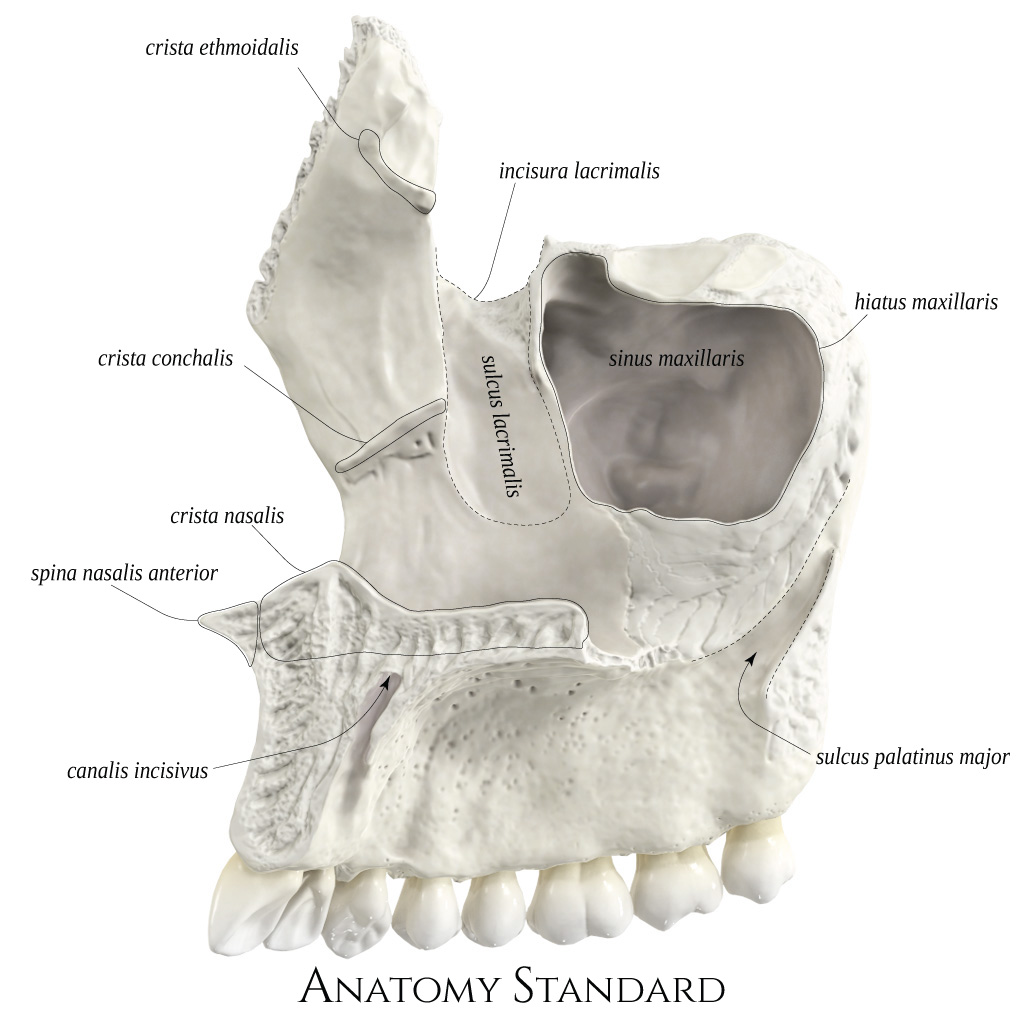 crista ethmoidalis
incisura lacrimalis
hiatus maxillaris
crista conchalis
sinus maxillaris
sulcus lacrimalis
crista nasalis
spina nasalis anterior
canalis incisivus
sulcus palatinus major
ANATOMY STANDARD